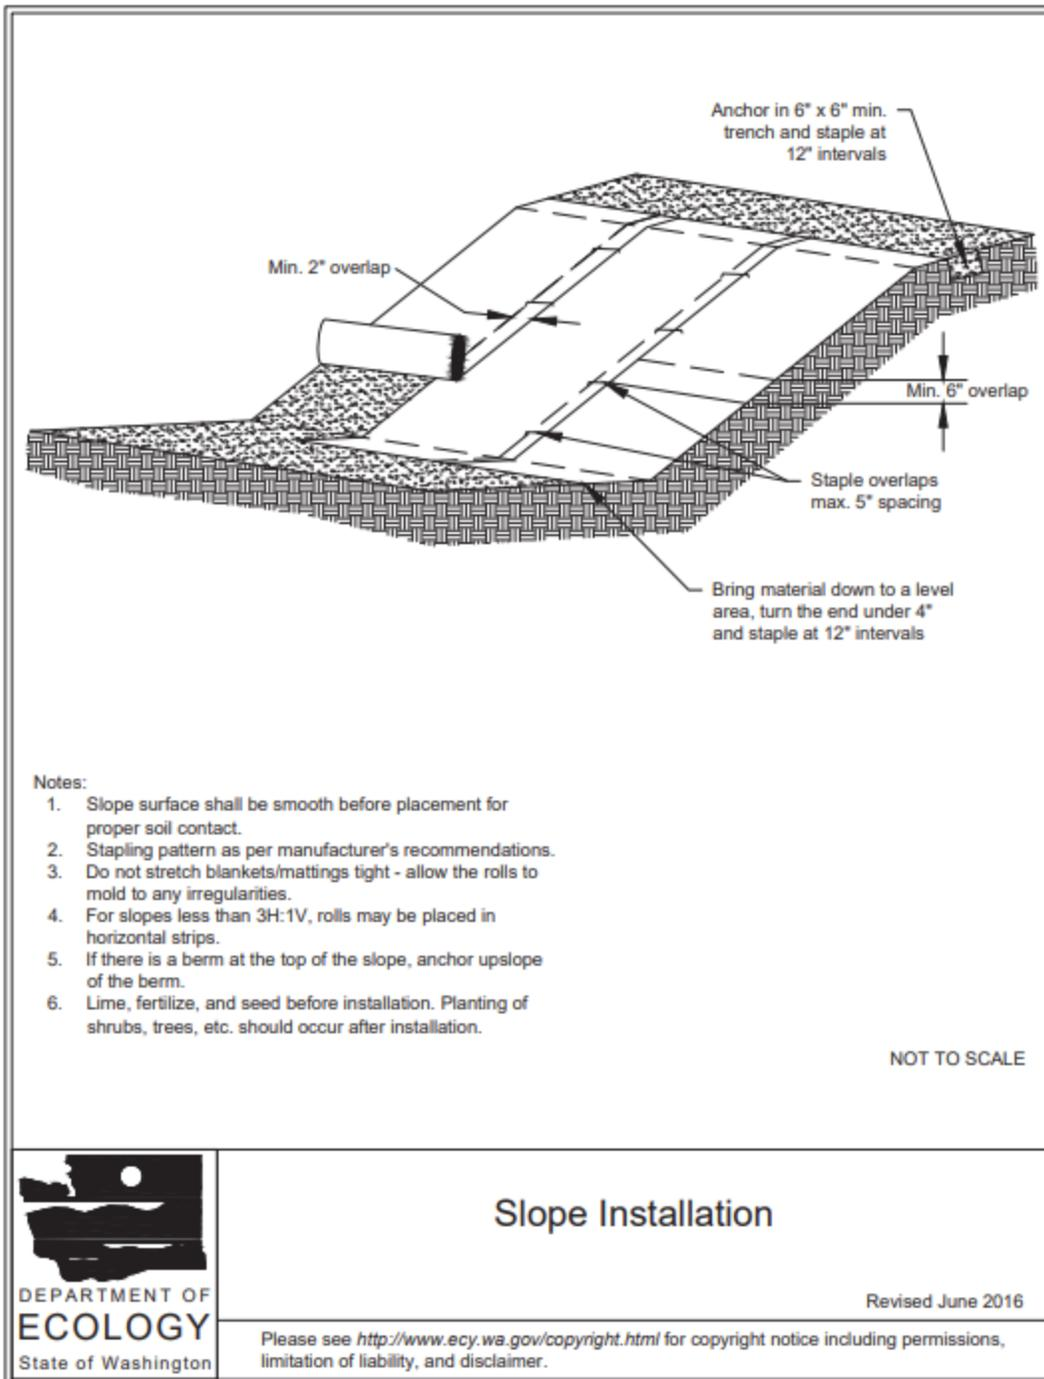 Anchor in 6" x 6" min.
trench and staple at
12" intervals
Min. 2" overlap
Min. 6" overlap
Staple overlaps
max. 5" spacing
Bring material down to a level
area, turn the end under 4"
and staple at 12" intervals
Notes:
1. Slope surface shall be smooth before placement for
proper soil contact.
2. Stapling pattern as per manufacturer's recommendations.
3. Do not stretch blankets/mattings tight - allow the rolls to
mold to any irregularities.
4. For slopes less than 3H:1V, rolls may be placed in
horizontal strips.
5. If there is a berm at the top of the slope, anchor upslope
of the berm.
6. Lime, fertilize, and seed before installation. Planting of
shrubs, trees, etc. should occur after installation.
NOT TO SCALE
DEPARTMENT OF
ECOLOGY
State of Washington
Slope Installation
Revised June 2016
Please see http://www.ecy.wa.gov/copyright.html for copyright notice including permissions,
limitation of liability, and disclaimer.